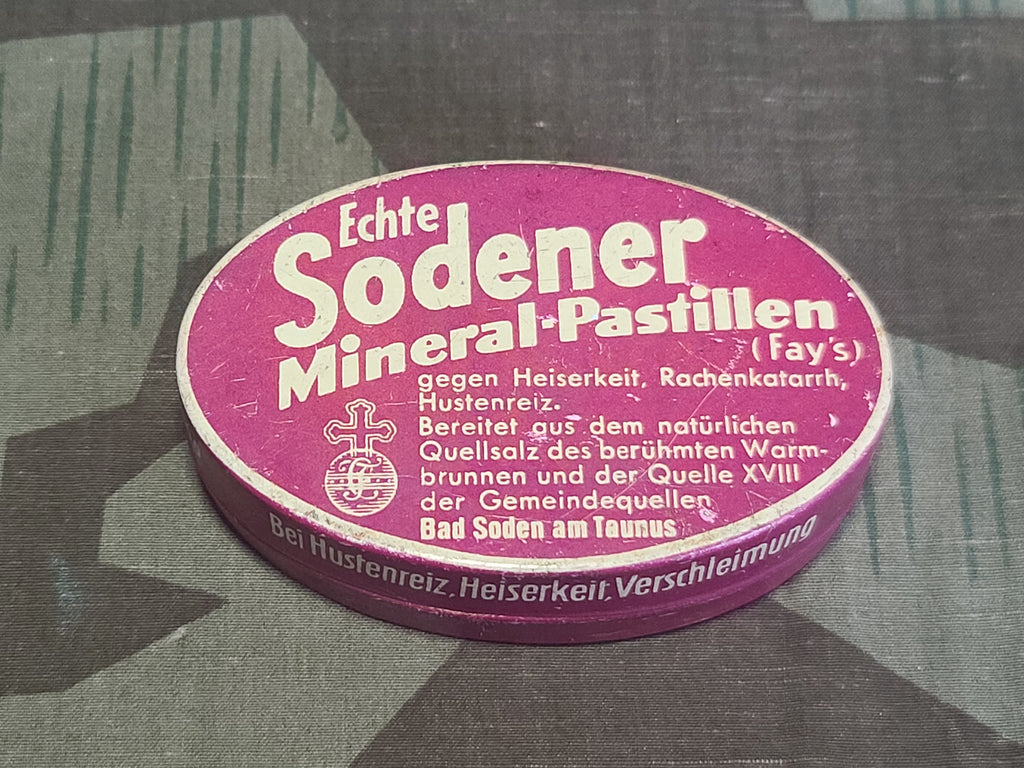 Echte
Sodener
Mineral-Pastillen
(Fay's)
gegen Heiserkeit, Rachenkatarrh,
Hustenreiz.
Bereitet aus dem natürlichen
Quellsalz des berühmten Warm-
brunnen und der Quelle XVIII
der Gemeindequellen
Bad Soden am Taunus
Bei Hustenreiz, Heiserkeit, Verschleimung